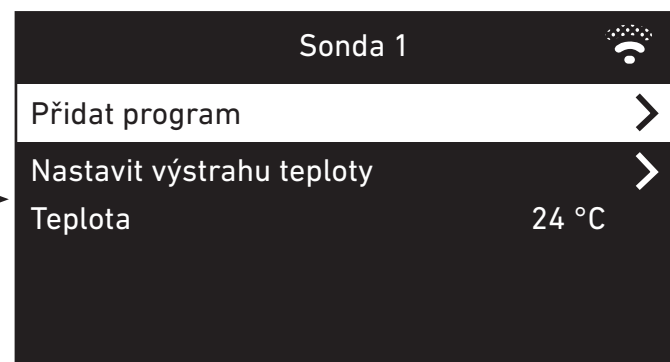 Sonda 1
Přidat program
Nastavit výstrahu teploty
Teplota 24 °C